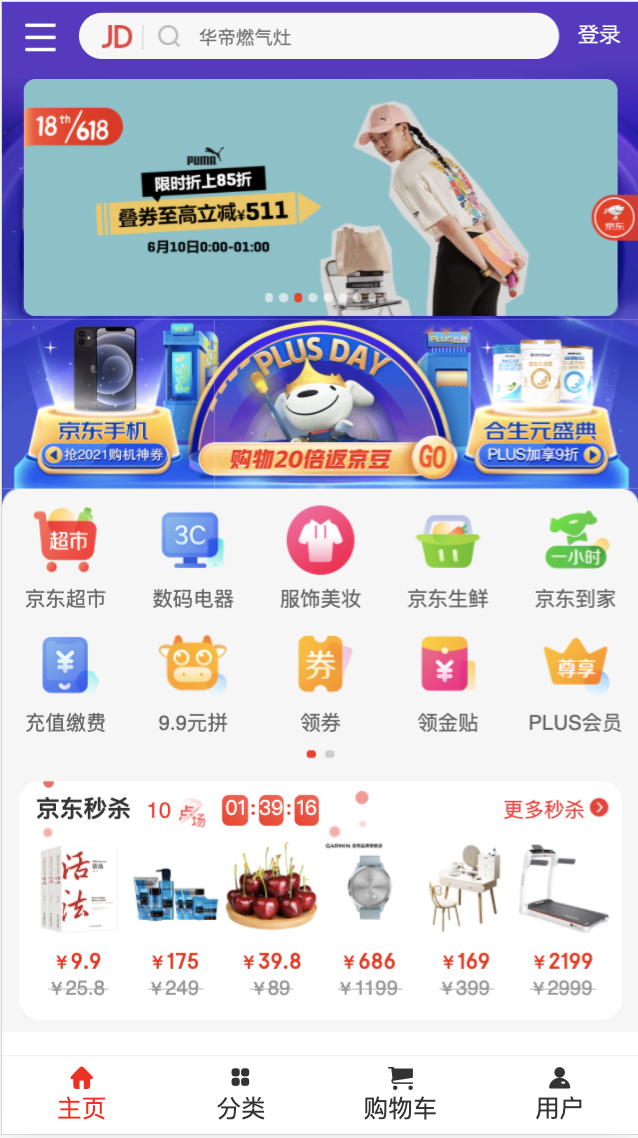 JD
华帝燃气灶
登录
18th/618
PUMA
限时折上85折
叠券至高立减¥511
6月10日0:00-01:00
京东
PLUS DAY
PLUS会员
京东手机
抢2021购机神券
购物20倍返京豆
GO
合生元盛典
PLUS加享9折
超市
3C
一小时
京东超市
数码电器
服饰美妆
京东生鲜
京东到家
¥
券
¥
尊享
充值缴费
9.9元拼
领券
领金贴
PLUS会员
京东秒杀
10
点场
01:39:16
更多秒杀
活法
GARMIN
¥9.9
¥175
¥39.8
¥686
¥169
¥2199
¥25.8
¥249
¥89
¥1199
¥399
¥2999
主页
分类
购物车
用户